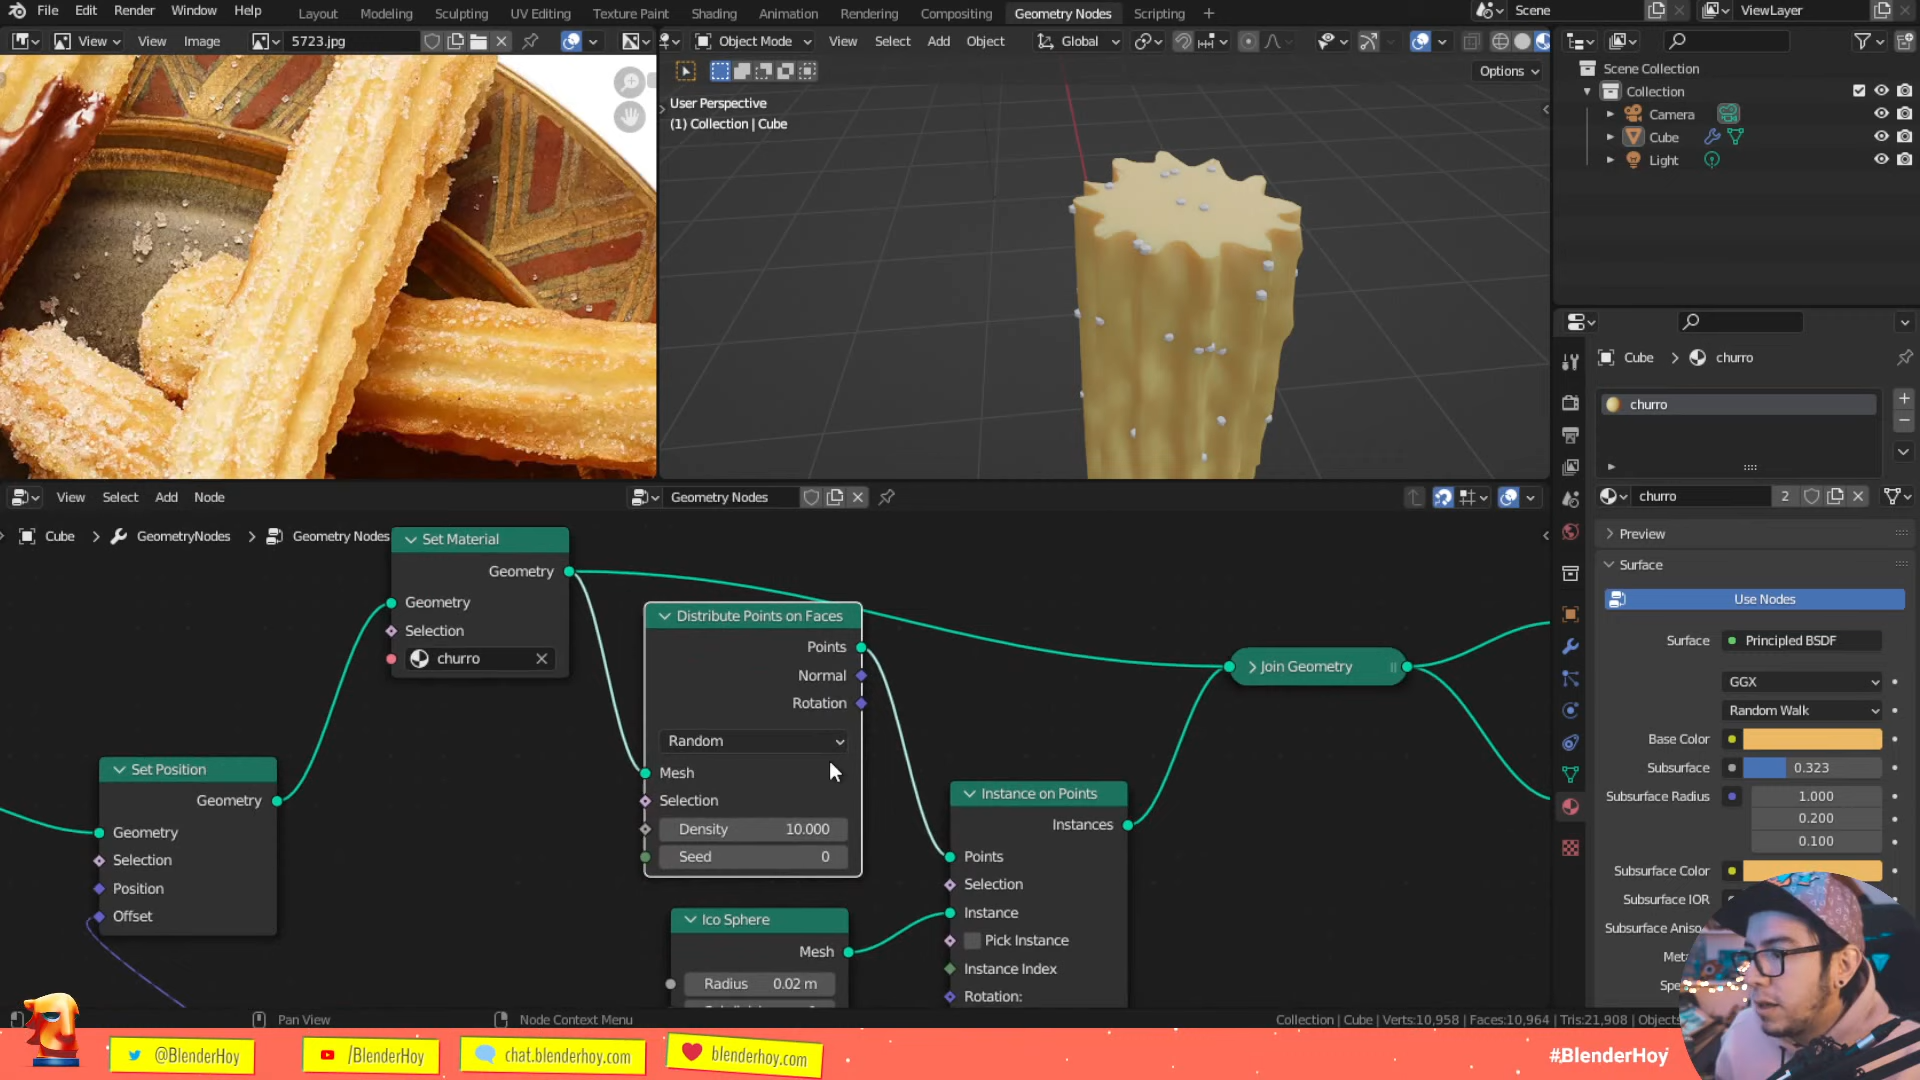 File Edit Render Window Help Layout Modeling Sculpting UV Editing Texture Paint Shading Animation Rendering Compositing Geometry Nodes Scripting + Scene ViewLayer
View View Image 5723.jpg Object Mode View Select Add Object Global
Options
User Perspective
(1) Collection | Cube
Scene Collection
Collection
Camera
Cube
Light
Cube > churro
churro
churro 2
Preview
Surface
Use Nodes
Surface Principled BSDF
GGX
Random Walk
Base Color
Subsurface 0.323
Subsurface Radius 1.000
0.200
0.100
Subsurface Color
Subsurface IOR
Subsurface Aniso
Met
Spe
View Select Add Node Geometry Nodes
Cube > GeometryNodes > Geometry Nodes
Set Material
Geometry
Geometry
Selection
churro
Distribute Points on Faces
Points
Normal
Rotation
Random
Mesh
Selection
Density 10.000
Seed 0
Join Geometry
Set Position
Geometry
Geometry
Selection
Position
Offset
Instance on Points
Instances
Points
Selection
Instance
Pick Instance
Instance Index
Rotation:
Ico Sphere
Mesh
Radius 0.02 m
Pan View Node Context Menu Collection | Cube | Verts:10,958 | Faces:10,964 | Tris:21,908 | Objects
@BlenderHoy /BlenderHoy chat.blenderhoy.com blenderhoy.com #BlenderHoy